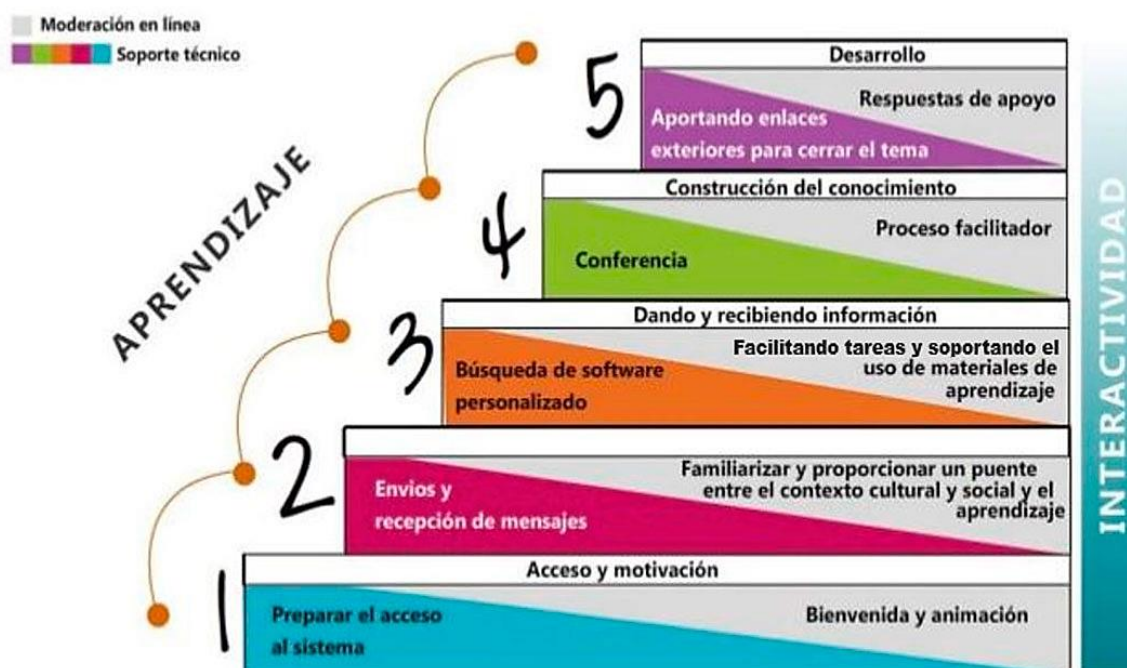 Moderación en línea
Soporte técnico
APRENDIZAJE
INTERACTIVIDAD
5
Desarrollo
Respuestas de apoyo
Aportando enlaces
exteriores para cerrar el tema
4
Construcción del conocimiento
Proceso facilitador
Conferencia
3
Dando y recibiendo información
Facilitando tareas y soportando el
uso de materiales de
aprendizaje
Búsqueda de software
personalizado
2
Familiarizar y proporcionar un puente
entre el contexto cultural y social y el
aprendizaje
Envios y
recepción de mensajes
1
Acceso y motivación
Preparar el acceso
al sistema
Bienvenida y animación